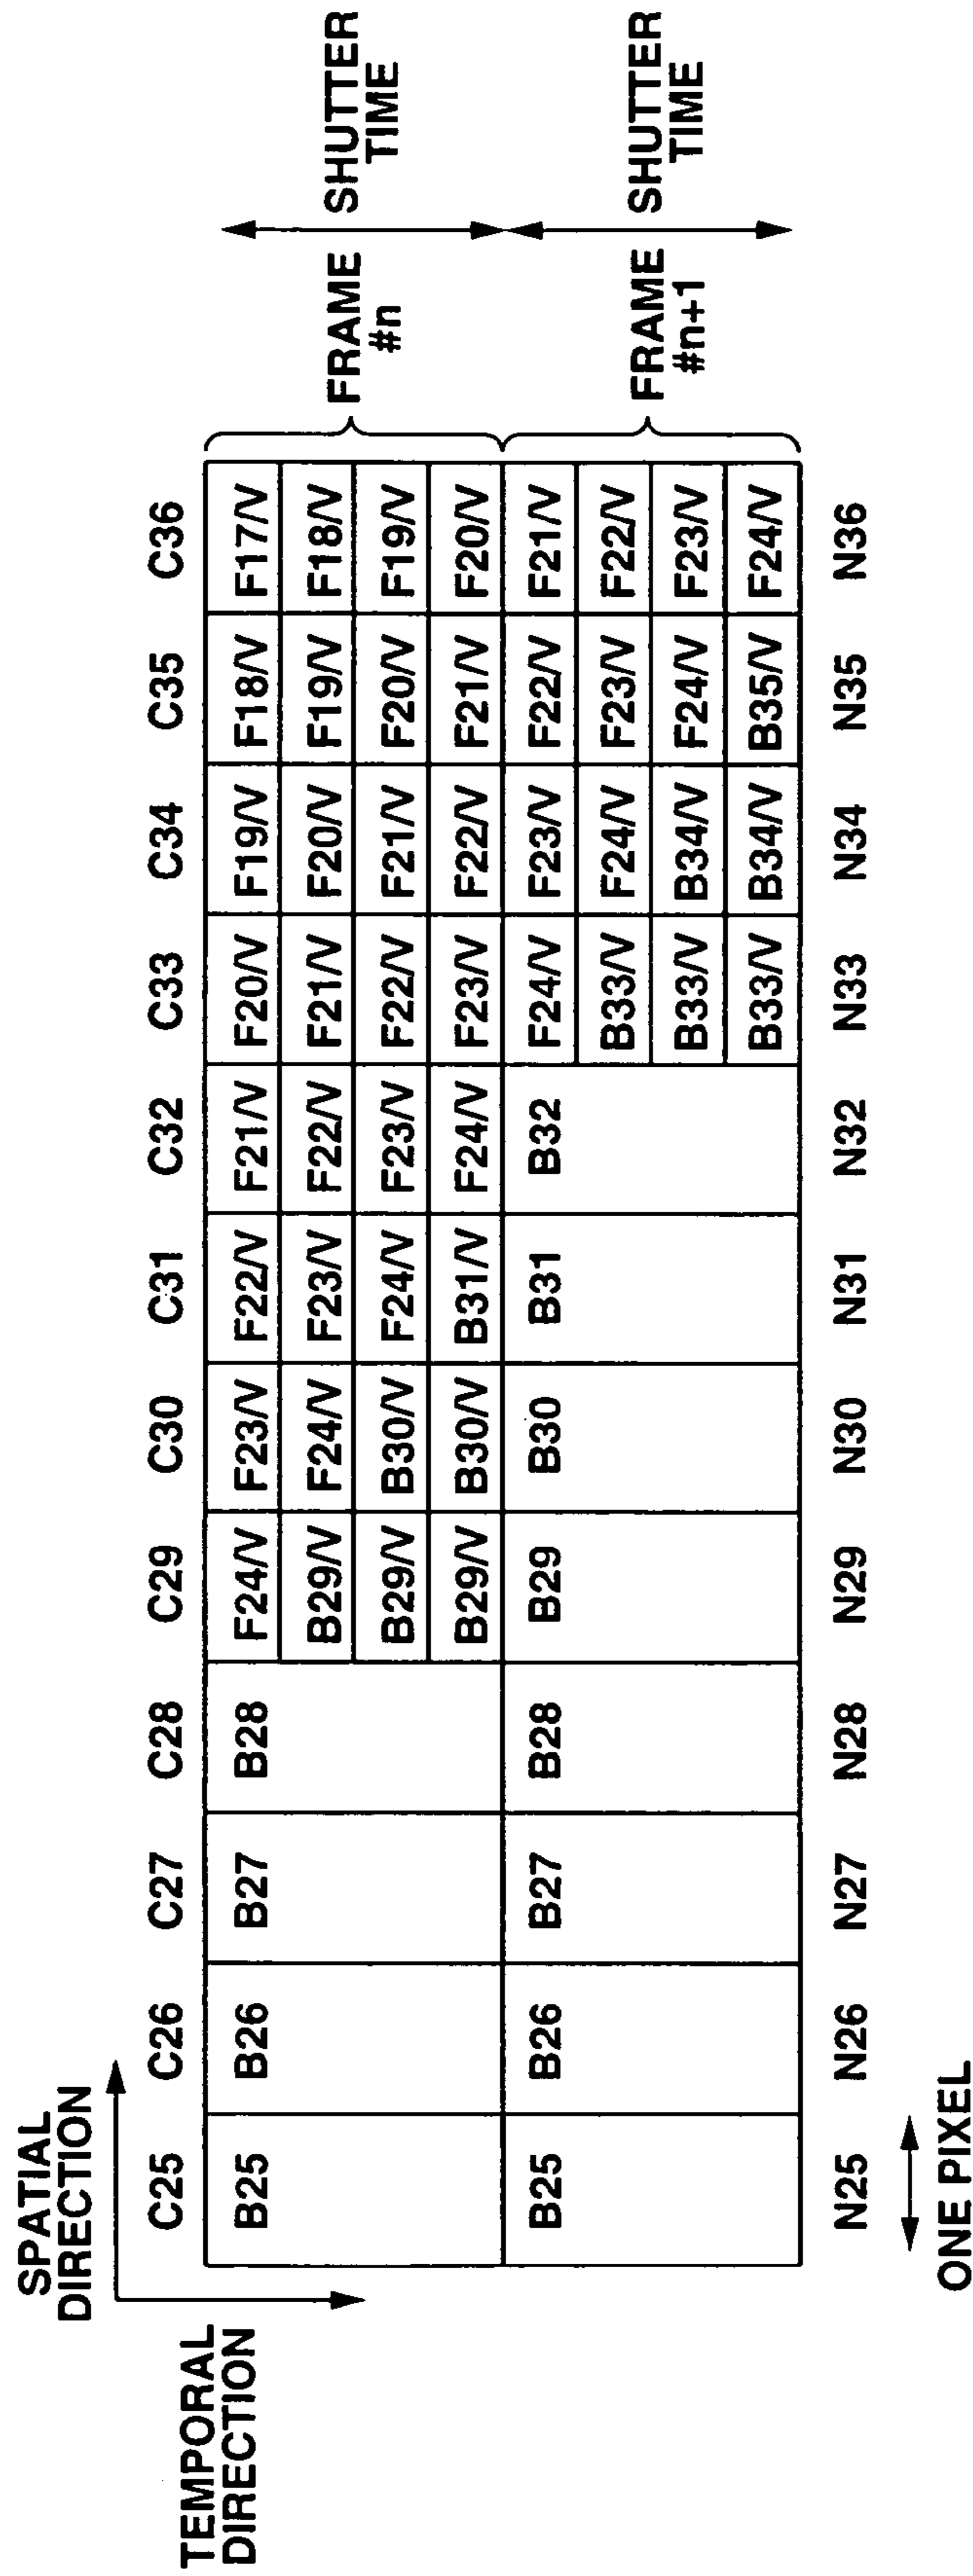 SPATIAL
DIRECTION
TEMPORAL
DIRECTION
C25 C26 C27 C28 C29 C30 C31 C32 C33 C34 C35 C36
B25 B26 B27 B28 F24/V F23/V F22/V F21/V F20/V F19/V F18/V F17/V
B29/V F24/V F23/V F22/V F21/V F20/V F19/V F18/V
B29/V B30/V F24/V F23/V F22/V F21/V F20/V F19/V
B29/V B30/V B31/V F24/V F23/V F22/V F21/V F20/V
FRAME
#n
SHUTTER
TIME
B25 B26 B27 B28 B29 B30 B31 B32 F24/V F23/V F22/V F21/V
B33/V F24/V F23/V F22/V
B33/V B34/V F24/V F23/V
B33/V B34/V B35/V F24/V
FRAME
#n+1
SHUTTER
TIME
N25 N26 N27 N28 N29 N30 N31 N32 N33 N34 N35 N36
ONE PIXEL